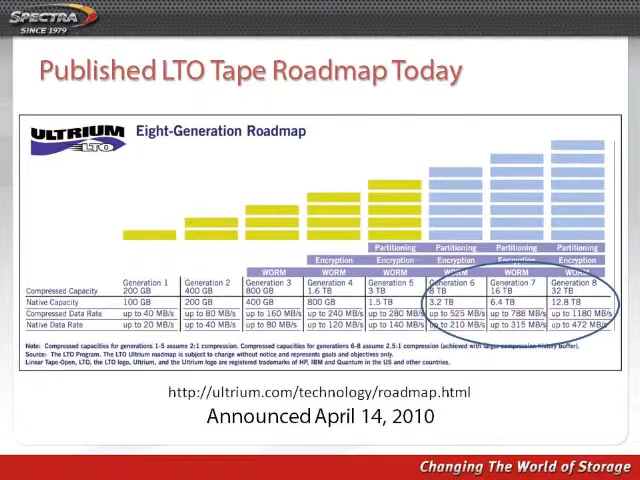 SPECTRA
SINCE 1979
Published LTO Tape Roadmap Today
ULTRIUM
LTO
Eight-Generation Roadmap
Partitioning Partitioning Partitioning Partitioning
Encryption Encryption Encryption Encryption Encryption
WORM WORM WORM WORM WORM WORM
Generation 1 Generation 2 Generation 3 Generation 4 Generation 5 Generation 6 Generation 7 Generation 8
Compressed Capacity 200 GB 400 GB 800 GB 1.6 TB 3 TB 8 TB 16 TB 32 TB
Native Capacity 100 GB 200 GB 400 GB 800 GB 1.5 TB 3.2 TB 6.4 TB 12.8 TB
Compressed Data Rate up to 40 MB/s up to 80 MB/s up to 160 MB/s up to 240 MB/s up to 280 MB/s up to 525 MB/s up to 788 MB/s up to 1180 MB/s
Native Data Rate up to 20 MB/s up to 40 MB/s up to 80 MB/s up to 120 MB/s up to 140 MB/s up to 210 MB/s up to 315 MB/s up to 472 MB/s
Note: Compressed capacities for generations 1-5 assume 2:1 compression. Compressed capacities for generations 6-8 assume 2.5:1 compression (achieved with larger compression history buffer).
Source: The LTO Program. The LTO Ultrium roadmap is subject to change without notice and represents goals and objectives only.
Linear Tape-Open, LTO, the LTO logo, Ultrium, and the Ultrium logo are registered trademarks of HP, IBM and Quantum in the US and other countries.
http://ultrium.com/technology/roadmap.html
Announced April 14, 2010
Changing The World of Storage